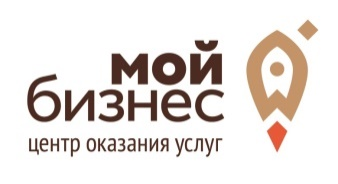 мой
бизнес
центр оказания услуг